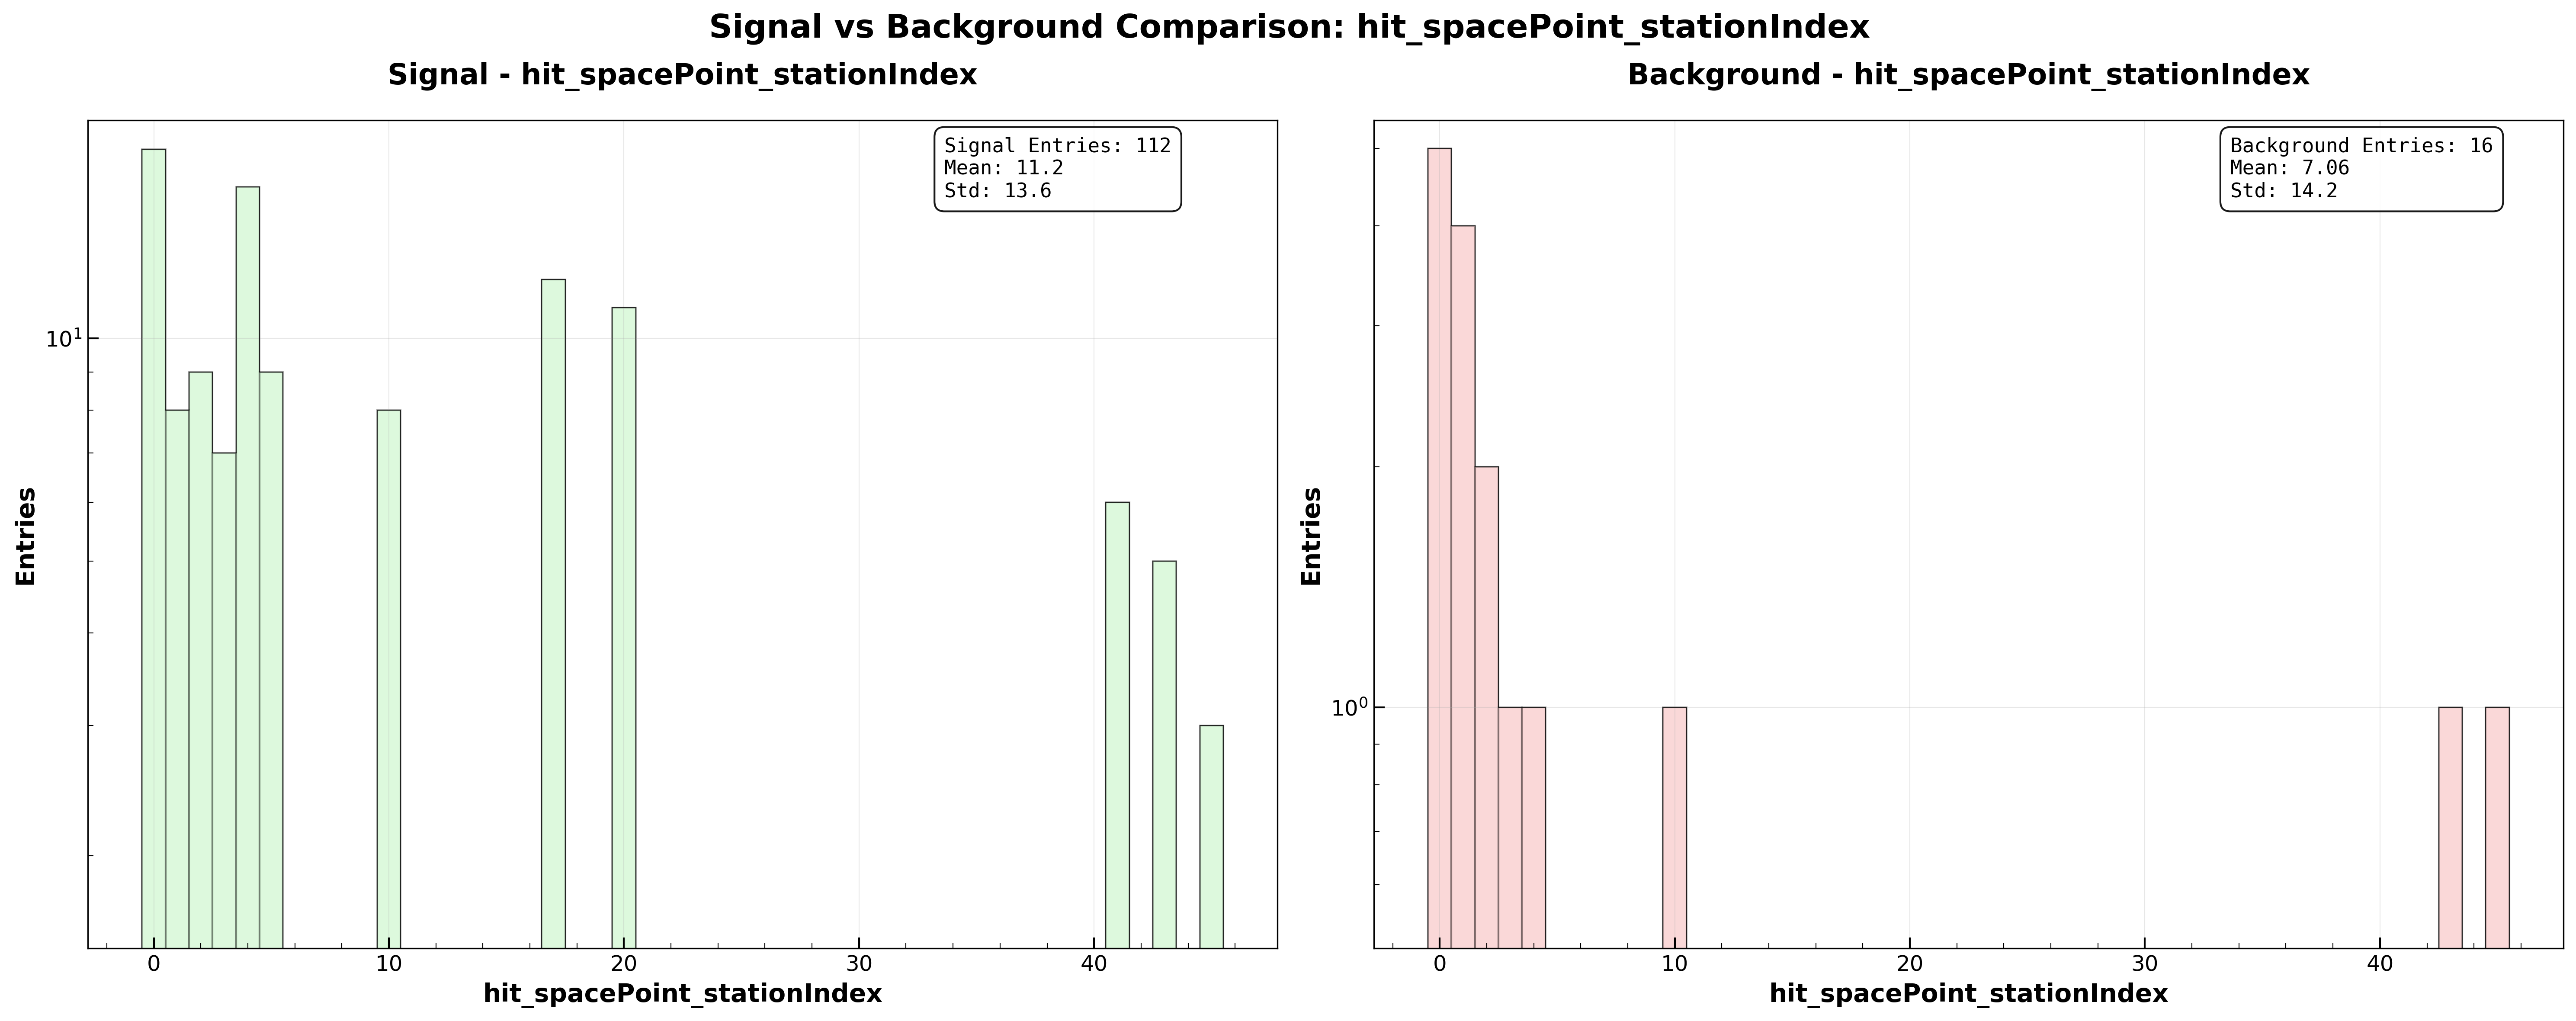 Signal vs Background Comparison: hit_spacePoint_stationIndex
Signal - hit_spacePoint_stationIndex
Signal Entries: 112
Mean: 11.2
Std: 13.6
10¹
Entries
0 10 20 30 40
hit_spacePoint_stationIndex
Background - hit_spacePoint_stationIndex
Background Entries: 16
Mean: 7.06
Std: 14.2
10⁰
Entries
0 10 20 30 40
hit_spacePoint_stationIndex